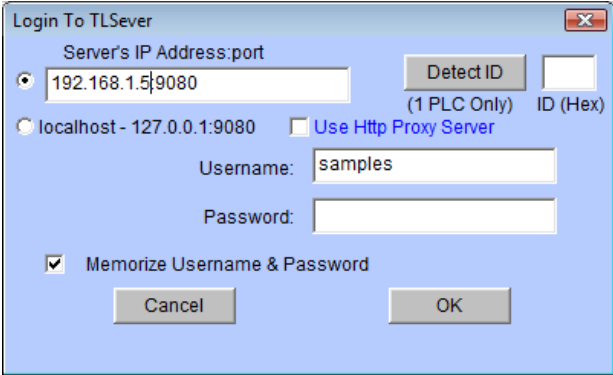 Login To TLSever
Server's IP Address:port
192.168.1.5:9080
Detect ID
(1 PLC Only) ID (Hex)
localhost - 127.0.0.1:9080 Use Http Proxy Server
Username: samples
Password:
Memorize Username & Password
Cancel OK